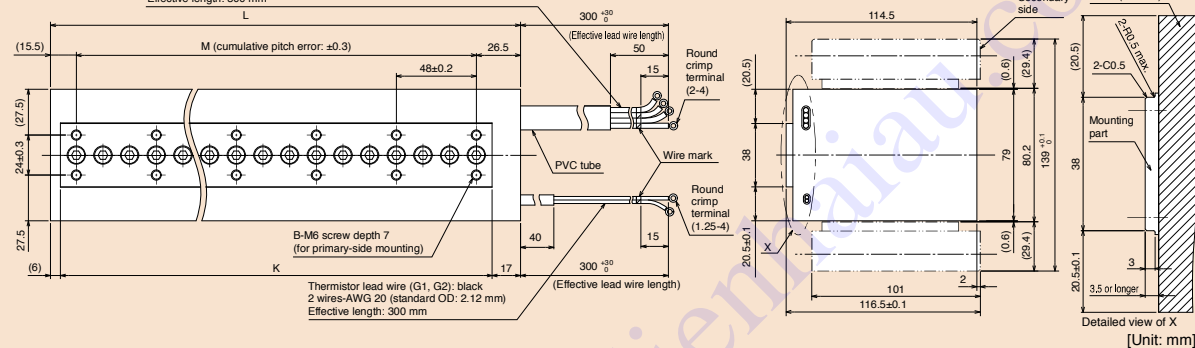 Effective length: 300 mm
L
300 +30 0
(Effective lead wire length)
(15.5)
M (cumulative pitch error: ±0.3)
26.5
50
15
48±0.2
Round
crimp
terminal
(2-4)
(27.5)
24±0.3
27.5
PVC tube
Wire mark
Round
crimp
terminal
(1.25-4)
B-M6 screw depth 7
(for primary-side mounting)
40
15
(6)
K
17
300 +30 0
(Effective lead wire length)
Thermistor lead wire (G1, G2): black
2 wires-AWG 20 (standard OD: 2.12 mm)
Effective length: 300 mm
114.5
side
(20.5)
38
20.5±0.1
X
(0.6)
(29.4)
79
80.2
139 +0.1 0
(0.6)
(29.4)
2
101
116.5±0.1
(20.5)
2-R0.5 max.
2-C0.5
Mounting
part
38
3
20.5±0.1
3.5 or longer
Detailed view of X
[Unit: mm]